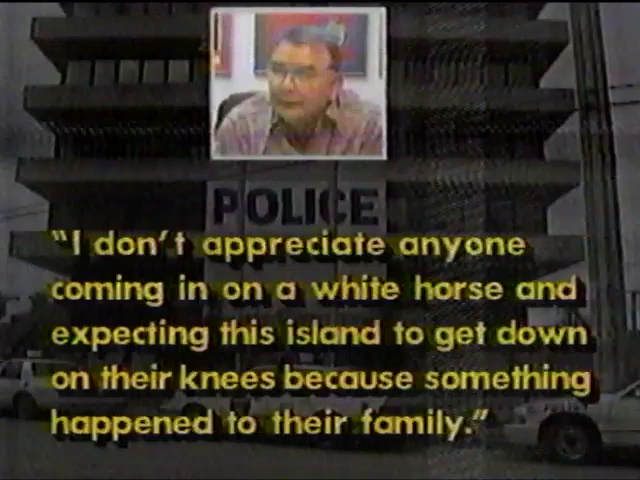 POLICE
"I don't appreciate anyone
coming in on a white horse and
expecting this island to get down
on their knees because something
happened to their family."